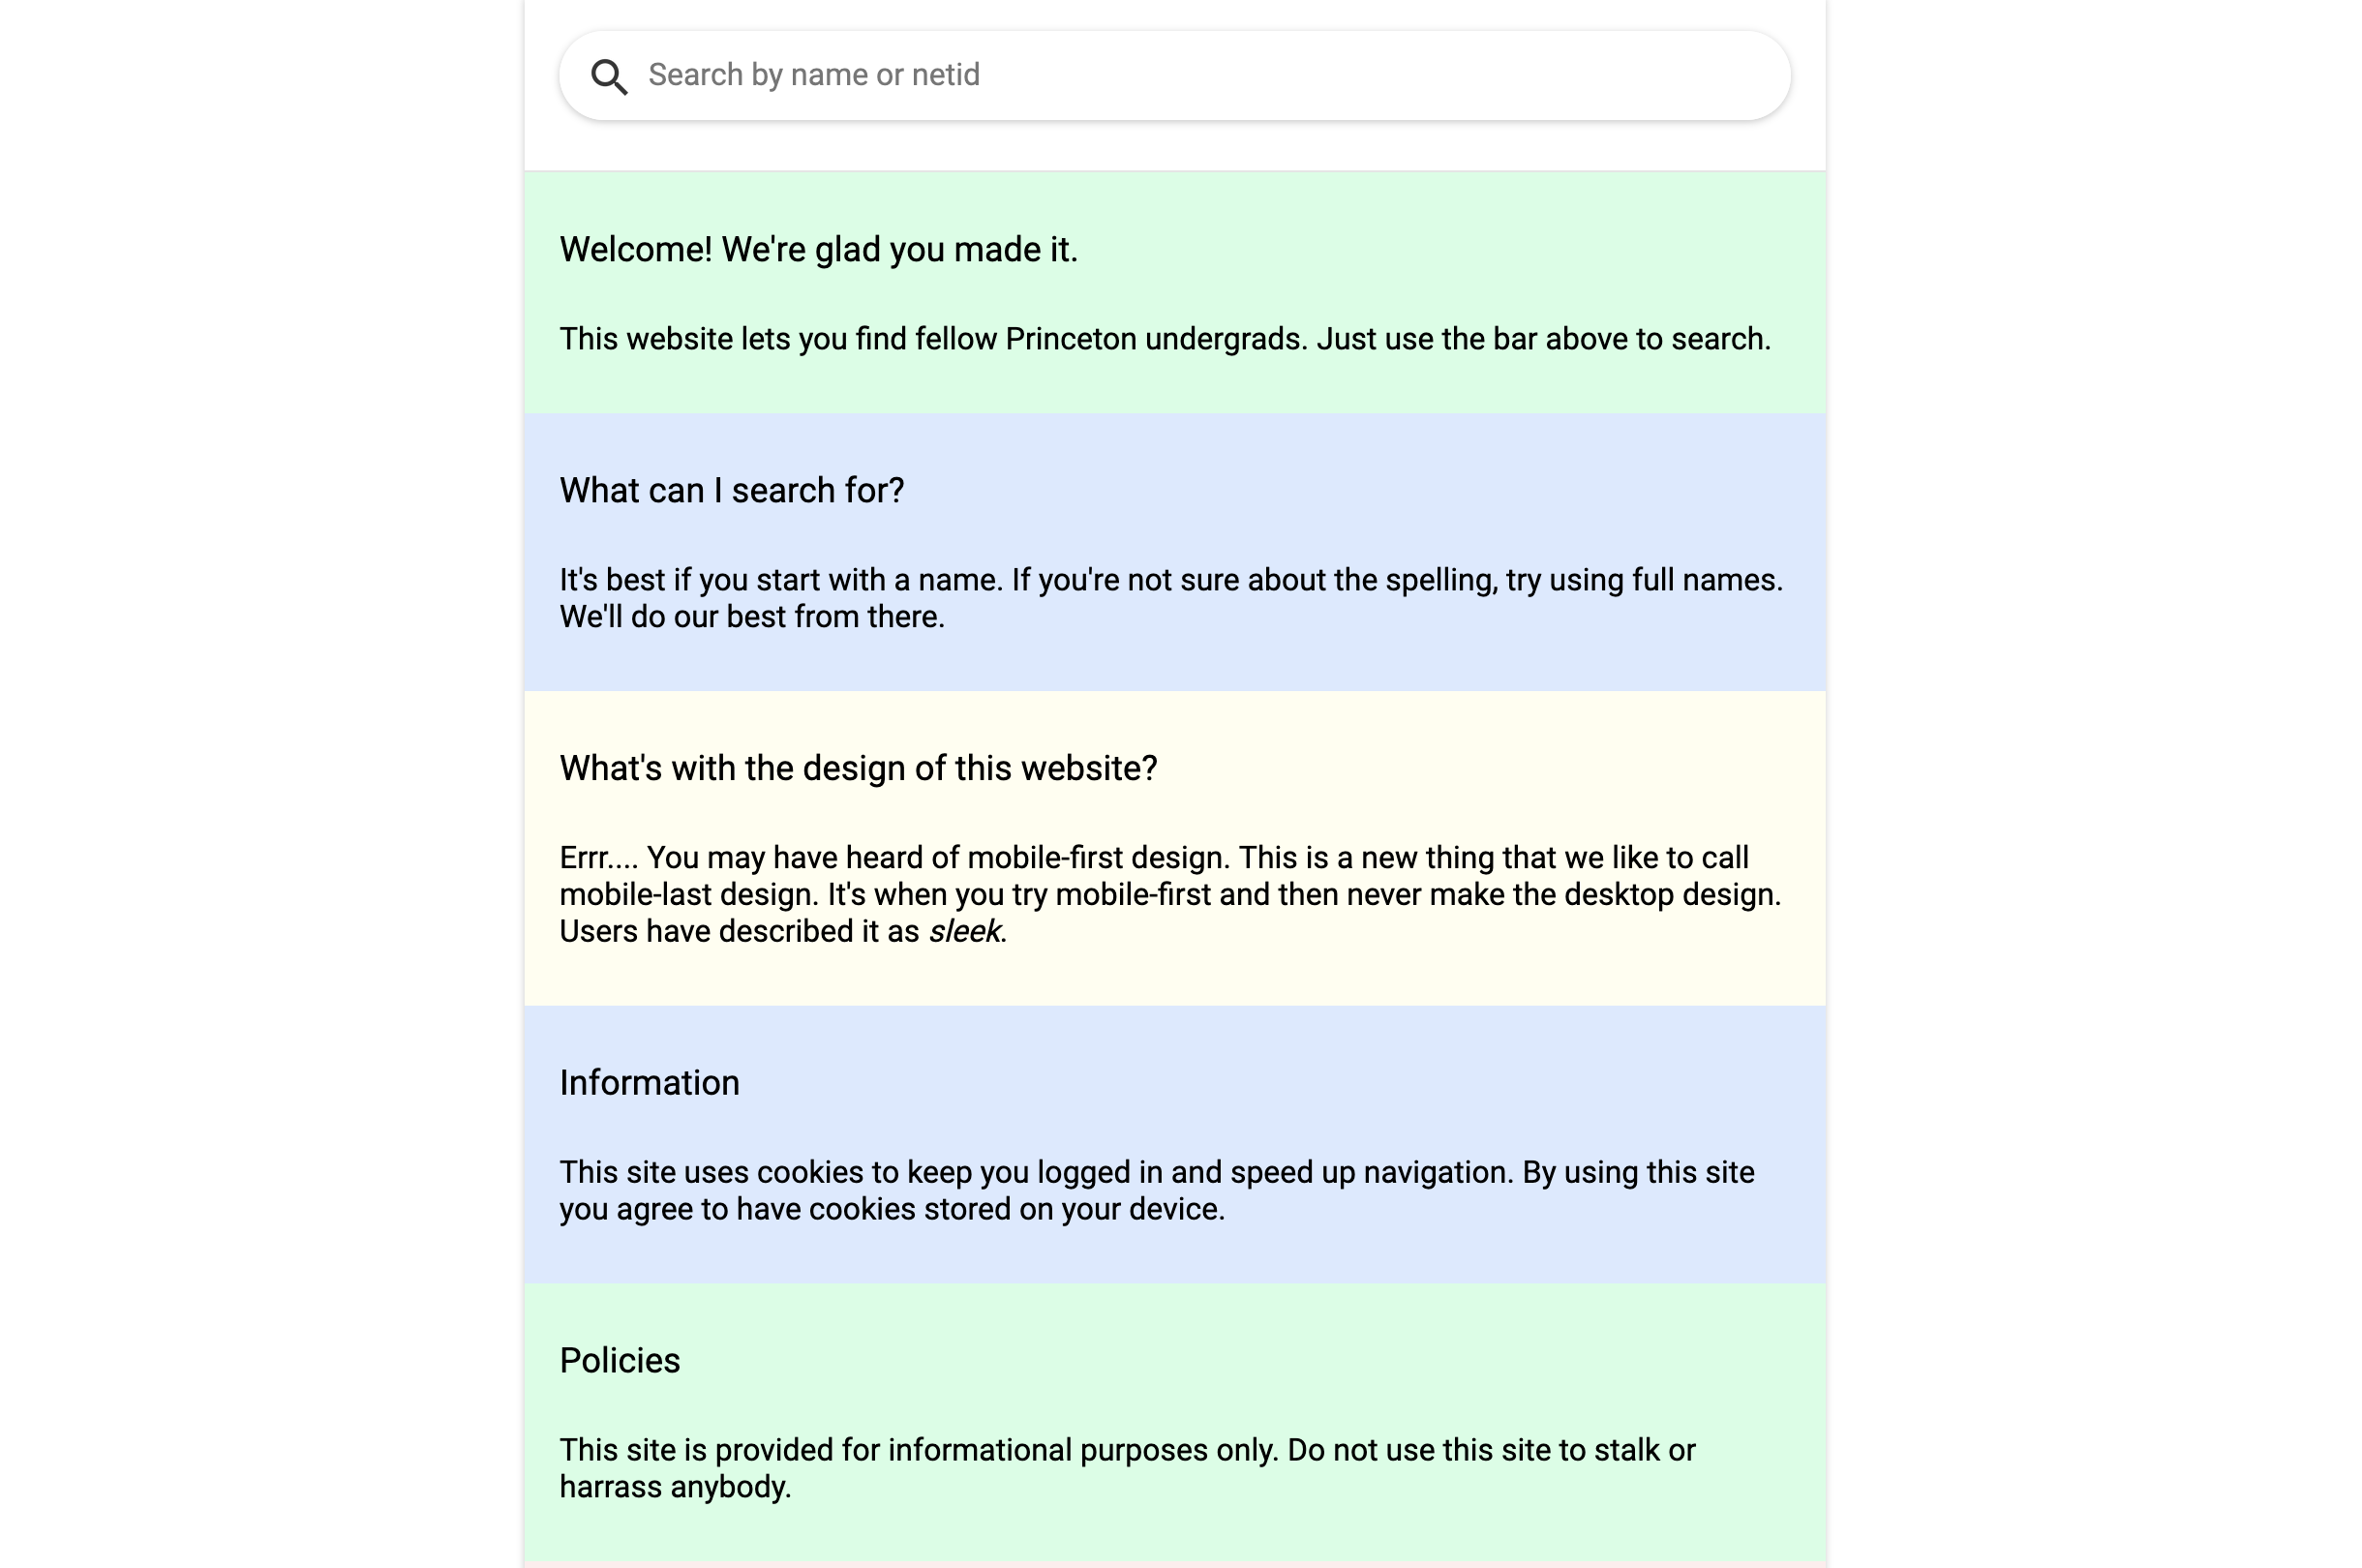 Search by name or netid
Welcome! We're glad you made it.
This website lets you find fellow Princeton undergrads. Just use the bar above to search.
What can I search for?
It's best if you start with a name. If you're not sure about the spelling, try using full names.
We'll do our best from there.
What's with the design of this website?
Errr.... You may have heard of mobile-first design. This is a new thing that we like to call
mobile-last design. It's when you try mobile-first and then never make the desktop design.
Users have described it as sleek.
Information
This site uses cookies to keep you logged in and speed up navigation. By using this site
you agree to have cookies stored on your device.
Policies
This site is provided for informational purposes only. Do not use this site to stalk or
harrass anybody.